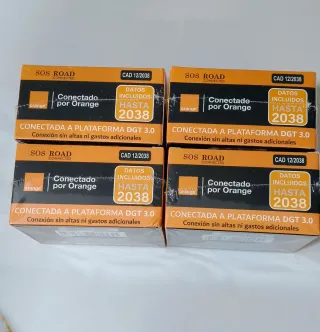 SOS ROAD
CAD 12/2038
orange
Conectado
por Orange
DATOS
INCLUIDOS
HASTA
2038
CONECTADA A PLATAFORMA DGT 3.0
Conexión sin altas ni gastos adicionales
SOS ROAD
CAD 12/2038
orange
Conectado
por Orange
DATOS
INCLUIDOS
HASTA
2038
CONECTADA A PLATAFORMA DGT 3.0
Conexión sin altas ni gastos adicionales
SOS ROAD
CAD 12/2038
orange
Conectado
por Orange
DATOS
INCLUIDOS
HASTA
2038
CONECTADA A PLATAFORMA DGT 3.0
Conexión sin altas ni gastos adicionales
SOS ROAD
CAD 12/2038
orange
Conectado
por Orange
DATOS
INCLUIDOS
HASTA
2038
CONECTADA A PLATAFORMA DGT 3.0
Conexión sin altas ni gastos adicionales